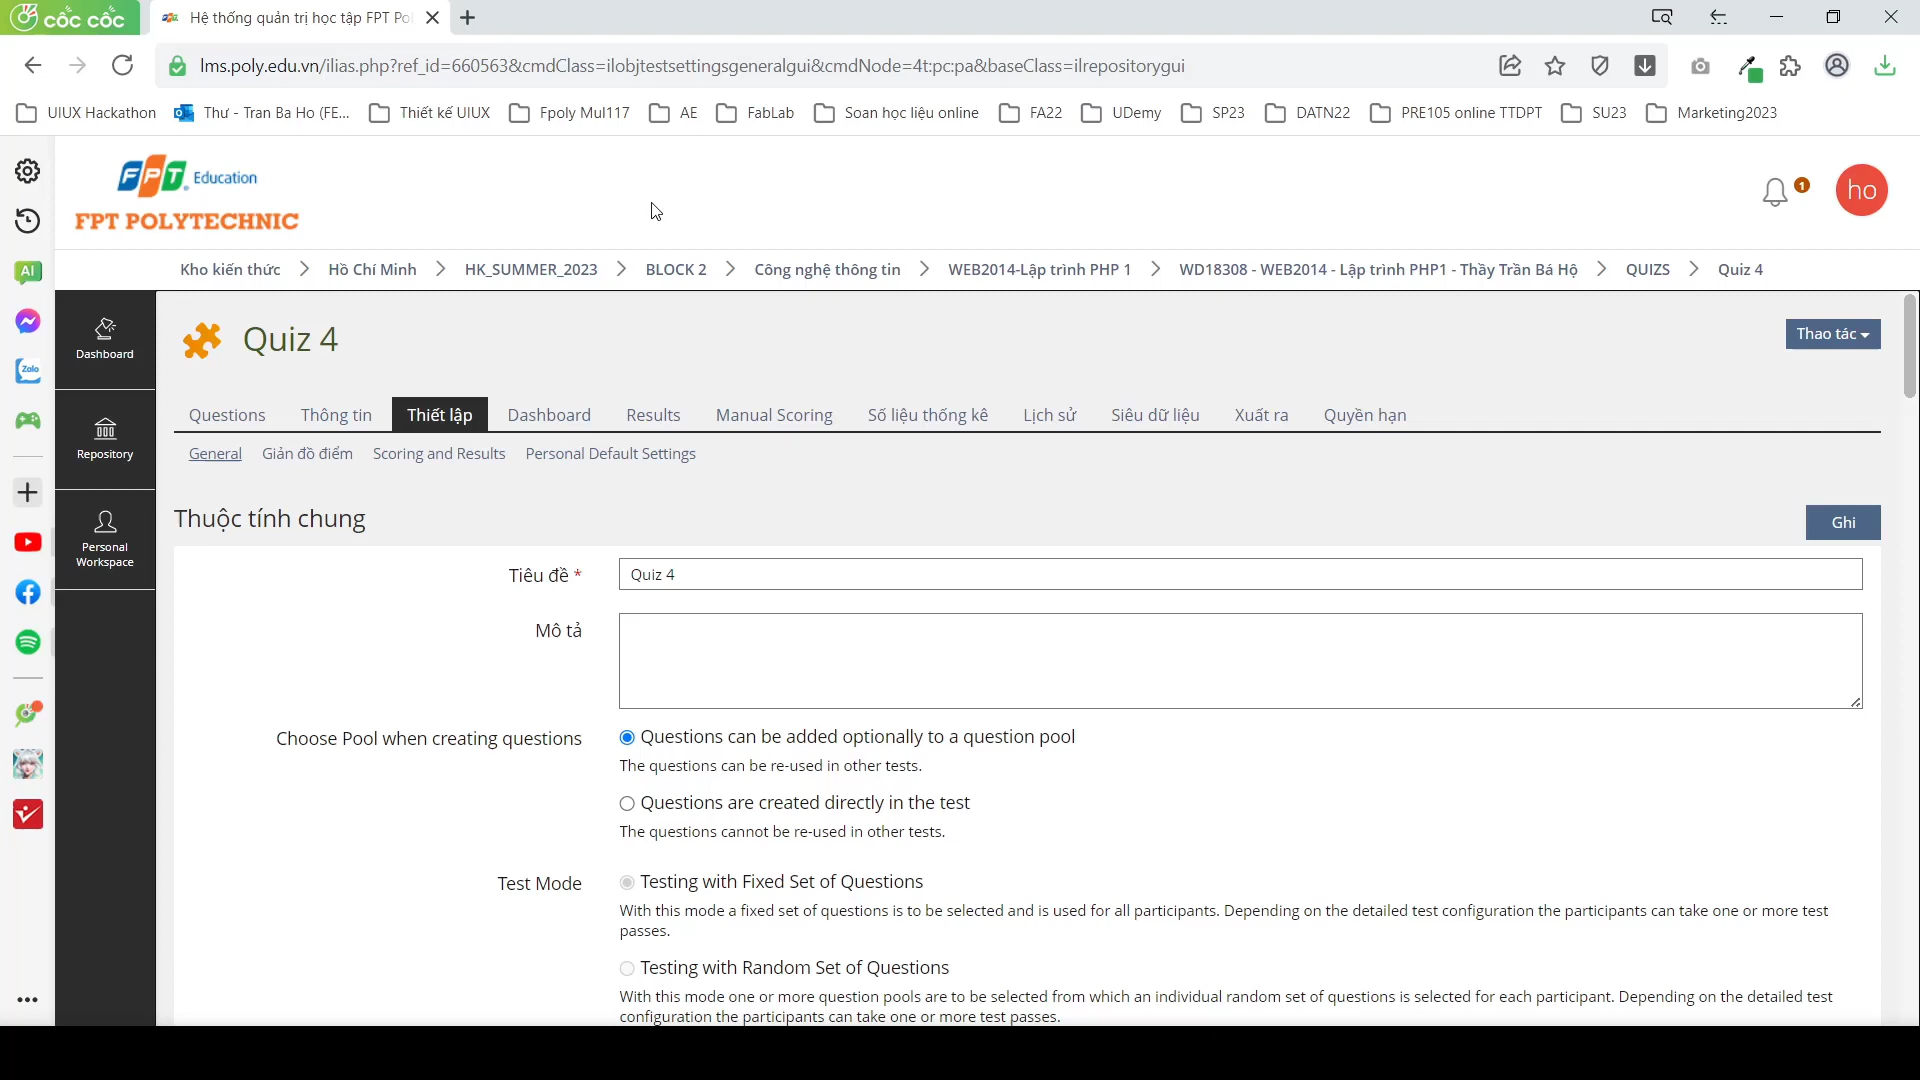 cốc cốc
Hệ thống quản trị học tập FPT Po
lms.poly.edu.vn/ilias.php?ref_id=660563&cmdClass=ilobjtestsettingsgeneralgui&cmdNode=4t:pc:pa&baseClass=ilrepositorygui
UIUX Hackathon
Thư - Tran Ba Ho (FE...
Thiết kế UIUX
Fpoly Mul117
AE
FabLab
Soan học liệu online
FA22
UDemy
SP23
DATN22
PRE105 online TTDPT
SU23
Marketing2023
FPT Education
FPT POLYTECHNIC
1
ho
AI
Zalo
Kho kiến thức
Hồ Chí Minh
HK_SUMMER_2023
BLOCK 2
Công nghệ thông tin
WEB2014-Lập trình PHP 1
WD18308 - WEB2014 - Lập trình PHP1 - Thầy Trần Bá Hộ
QUIZS
Quiz 4
Dashboard
Repository
Personal
Workspace
Quiz 4
Thao tác
Questions
Thông tin
Thiết lập
Dashboard
Results
Manual Scoring
Số liệu thống kê
Lịch sử
Siêu dữ liệu
Xuất ra
Quyền hạn
General
Giản đồ điểm
Scoring and Results
Personal Default Settings
Thuộc tính chung
Ghi
Tiêu đề *
Quiz 4
Mô tả
Choose Pool when creating questions
Questions can be added optionally to a question pool
The questions can be re-used in other tests.
Questions are created directly in the test
The questions cannot be re-used in other tests.
Test Mode
Testing with Fixed Set of Questions
With this mode a fixed set of questions is to be selected and is used for all participants. Depending on the detailed test configuration the participants can take one or more test
passes.
Testing with Random Set of Questions
With this mode one or more question pools are to be selected from which an individual random set of questions is selected for each participant. Depending on the detailed test
configuration the participants can take one or more test passes.